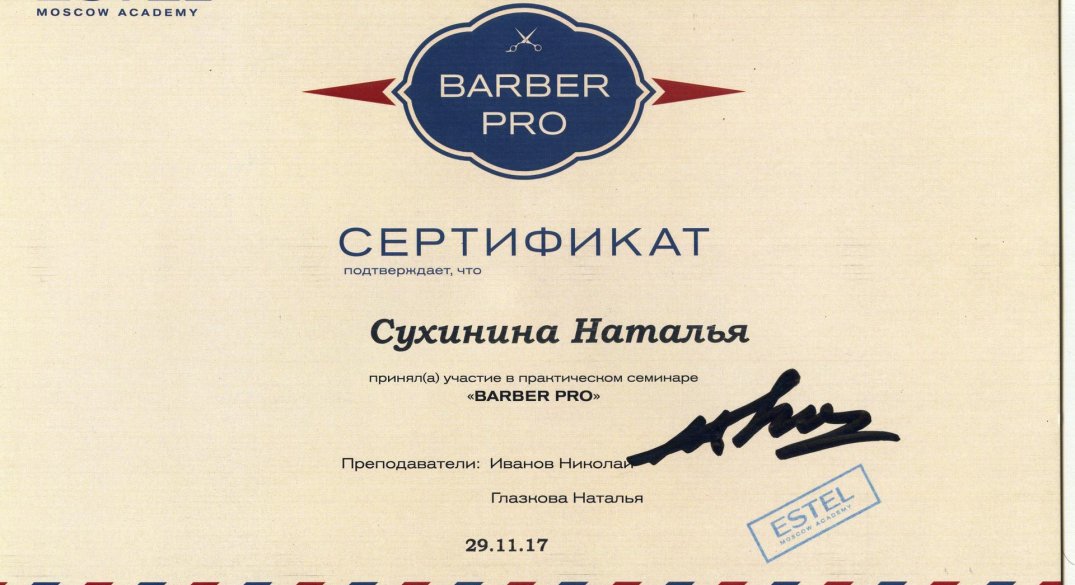 MOSCOW ACADEMY
BARBER
PRO
СЕРТИФИКАТ
подтверждает, что
Сухинина Наталья
принял(а) участие в практическом семинаре
«BARBER PRO»
Преподаватели: Иванов Николай
Глазкова Наталья
ESTEL
MOSCOW ACADEMY
29.11.17